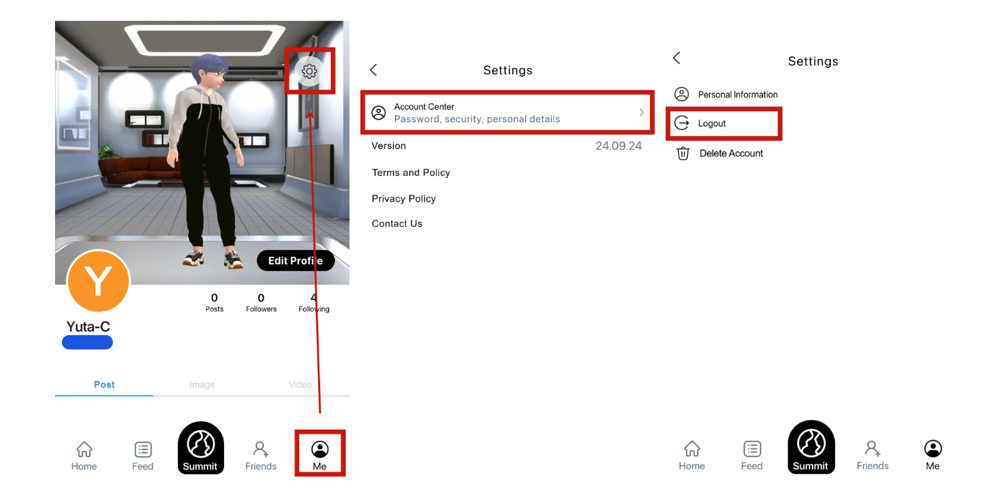 Edit Profile
Y
0
Posts
0
Followers
4
Following
Yuta-C
Post
Image
Video
Home
Feed
Summit
Friends
Me
Settings
Account Center
Password, security, personal details
Version
24.09.24
Terms and Policy
Privacy Policy
Contact Us
Settings
Personal Information
Logout
Delete Account
Home
Feed
Summit
Friends
Me